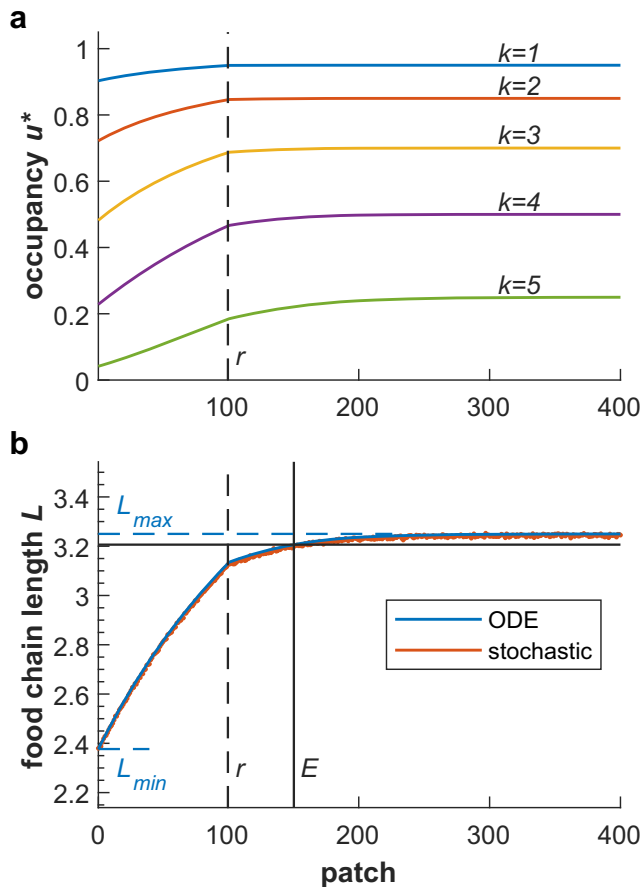 a
occupancy u*
1
0.8
0.6
0.4
0.2
0
k=1
k=2
k=3
k=4
k=5
r
100
200
300
400
b
food chain length L
3.4
3.2
3
2.8
2.6
2.4
2.2
L max
L min
ODE
stochastic
r
E
0
100
200
300
400
patch